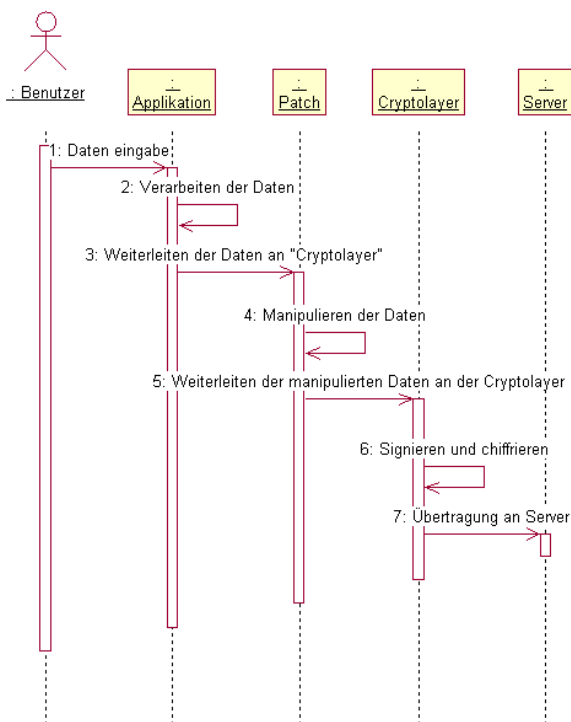 : Benutzer
:
Applikation
:
Patch
:
Cryptolayer
:
Server
1: Daten eingabe
2: Verarbeiten der Daten
3: Weiterleiten der Daten an "Cryptolayer"
4: Manipulieren der Daten
5: Weiterleiten der manipulierten Daten an der Cryptolayer
6: Signieren und chiffrieren
7: Übertragung an Server